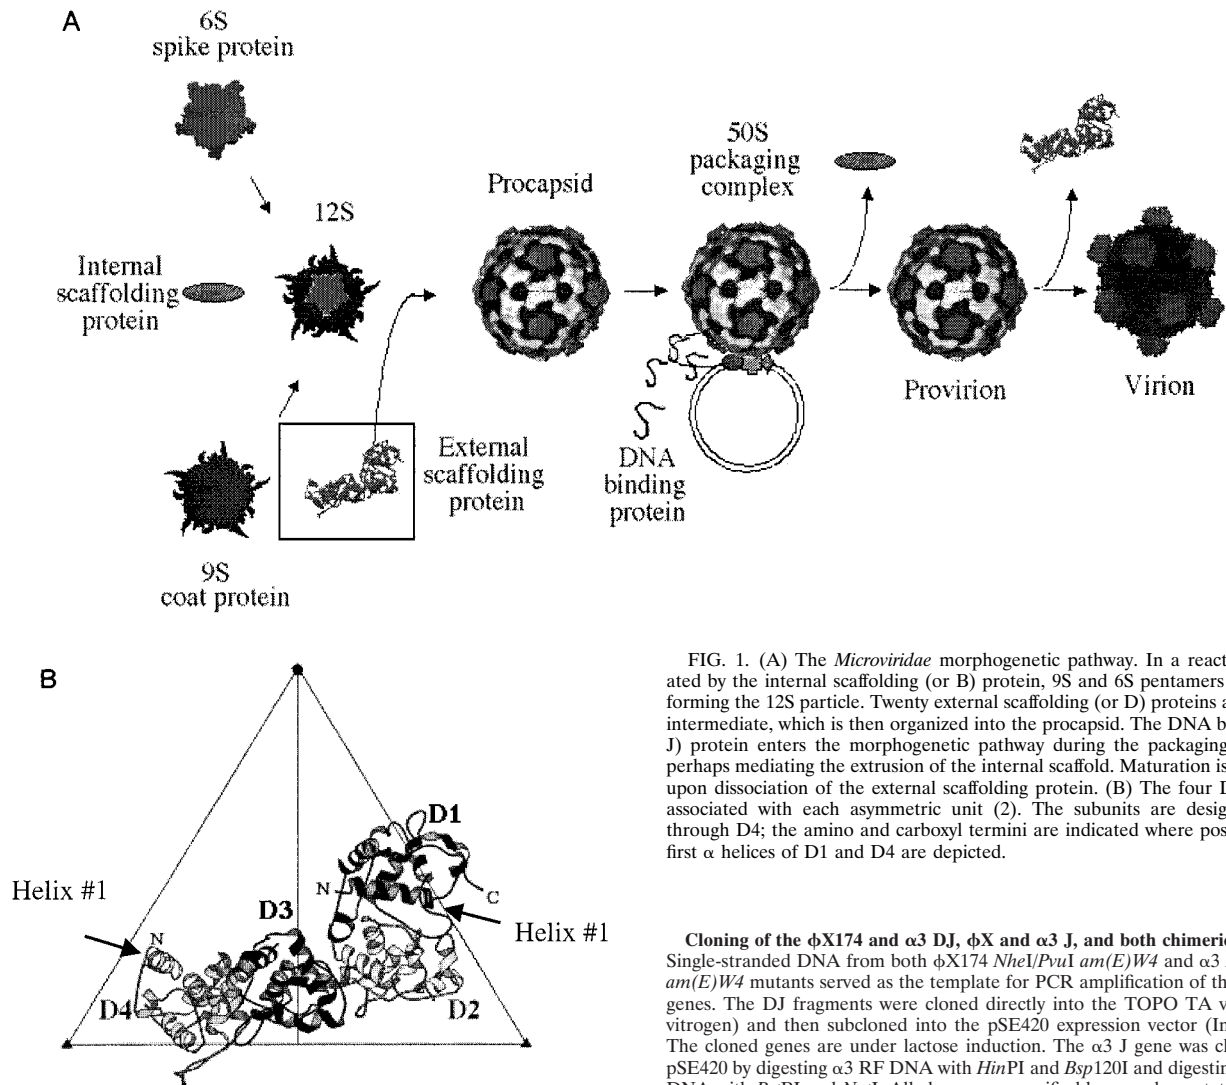 A
6S
spike protein
Internal
scaffolding
protein
12S
9S
coat protein
External
scaffolding
protein
Procapsid
50S
packaging
complex
DNA
binding
protein
Provirion
Virion
B
Helix #1
N
D4
D3
D1
N
C
Helix #1
D2
FIG. 1. (A) The Microviridae morphogenetic pathway. In a react
ated by the internal scaffolding (or B) protein, 9S and 6S pentamers
forming the 12S particle. Twenty external scaffolding (or D) proteins a
intermediate, which is then organized into the procapsid. The DNA b
J) protein enters the morphogenetic pathway during the packaging
perhaps mediating the extrusion of the internal scaffold. Maturation is
upon dissociation of the external scaffolding protein. (B) The four D
associated with each asymmetric unit (2). The subunits are desig
through D4; the amino and carboxyl termini are indicated where pos
first α helices of D1 and D4 are depicted.
Cloning of the ϕX174 and α3 DJ, ϕX and α3 J, and both chimeric
Single-stranded DNA from both ϕX174 NheI/PvuI am(E)W4 and α3
am(E)W4 mutants served as the template for PCR amplification of th
genes. The DJ fragments were cloned directly into the TOPO TA v
vitrogen) and then subcloned into the pSE420 expression vector (In
The cloned genes are under lactose induction. The α3 J gene was cl
pSE420 by digesting α3 RF DNA with HinPI and Bsp120I and digestin